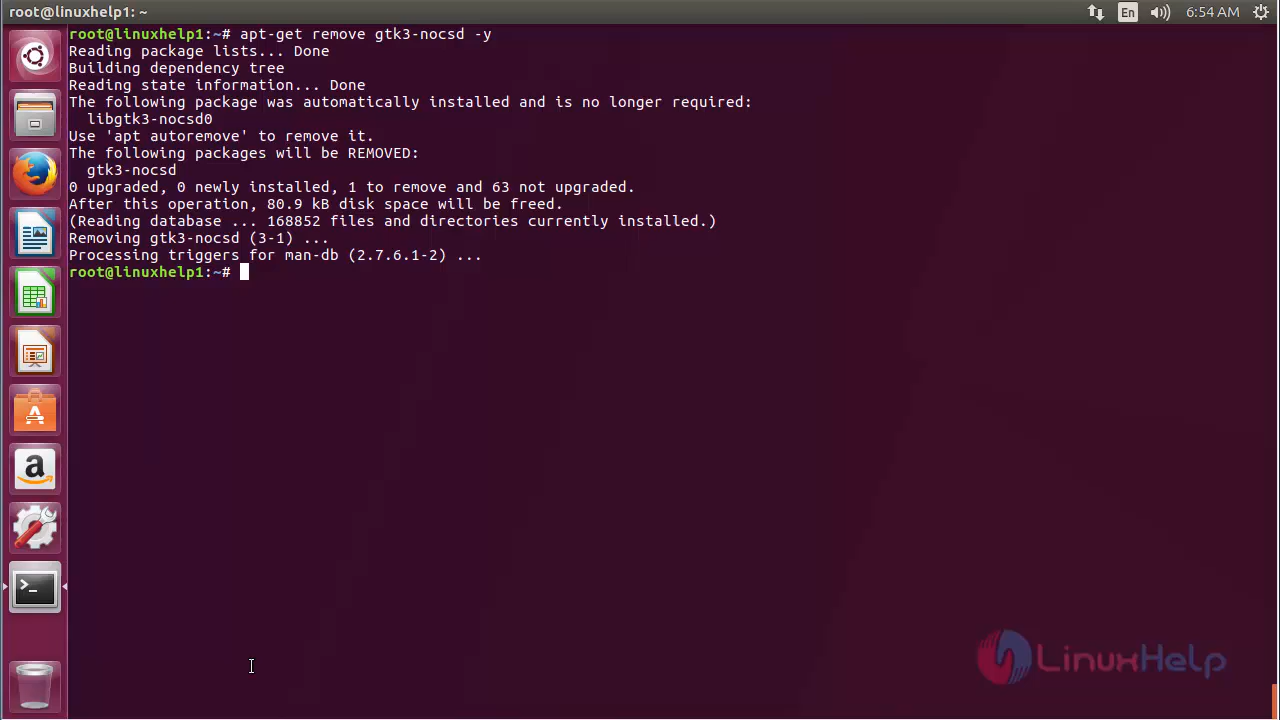 root@linuxhelp1: ~
En
6:54 AM
root@linuxhelp1:~# apt-get remove gtk3-nocsd -y
Reading package lists... Done
Building dependency tree
Reading state information... Done
The following package was automatically installed and is no longer required:
  libgtk3-nocsd0
Use 'apt autoremove' to remove it.
The following packages will be REMOVED:
  gtk3-nocsd
0 upgraded, 0 newly installed, 1 to remove and 63 not upgraded.
After this operation, 80.9 kB disk space will be freed.
(Reading database ... 168852 files and directories currently installed.)
Removing gtk3-nocsd (3-1) ...
Processing triggers for man-db (2.7.6.1-2) ...
root@linuxhelp1:~#
LinuxHelp